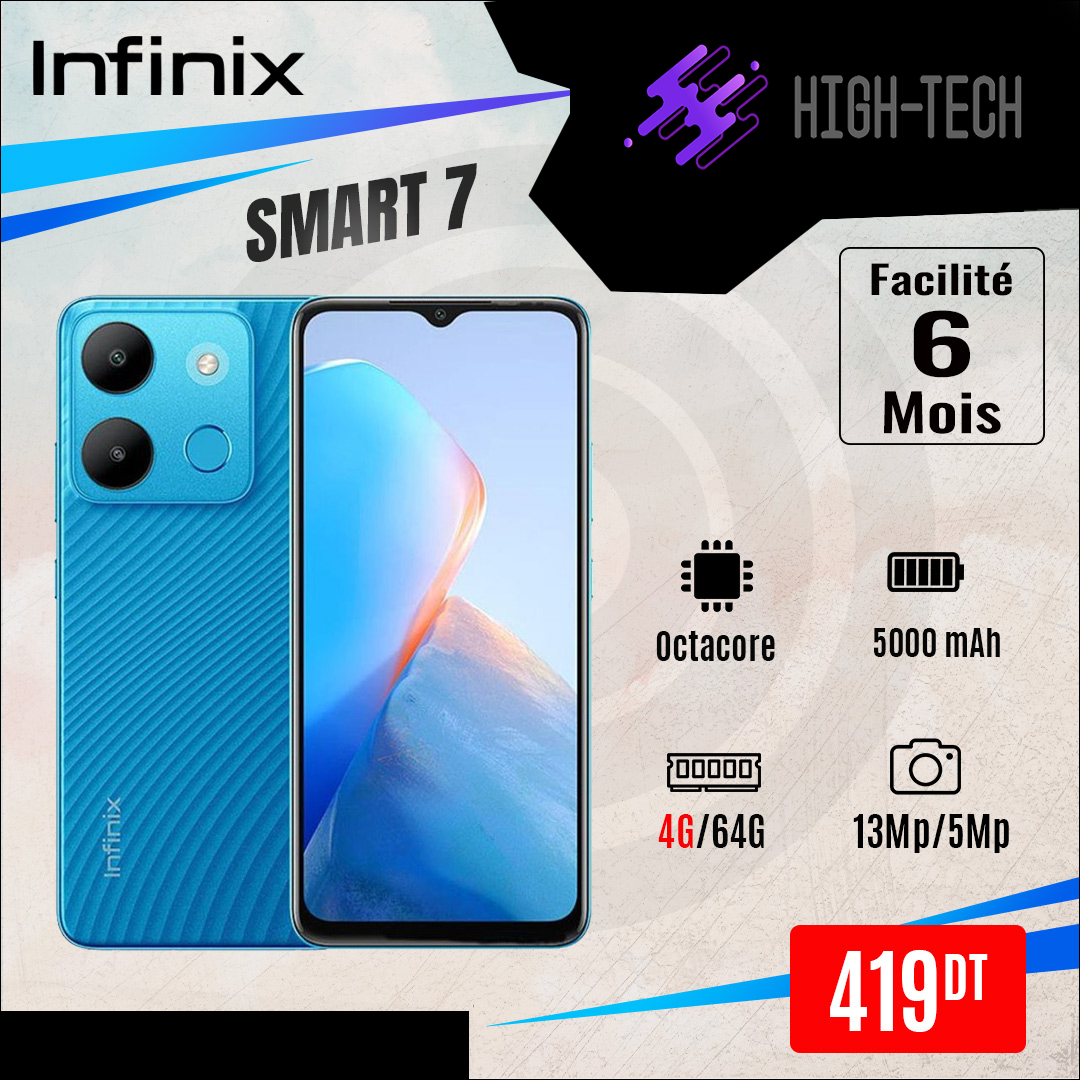 Infinix
HIGH-TECH
SMART 7
Facilité
6
Mois
Octacore
5000 mAh
4G/64G
13Mp/5Mp
Infinix
419DT